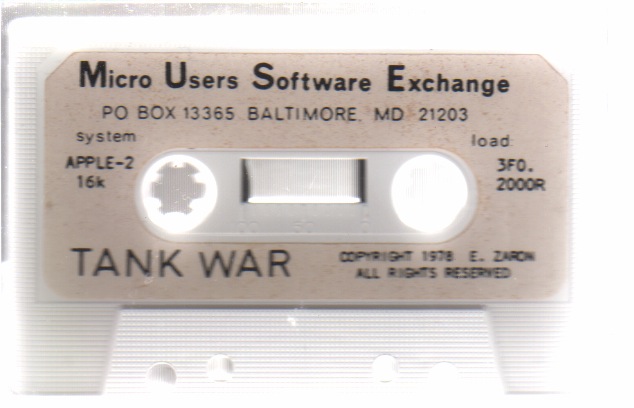 Micro Users Software Exchange
PO BOX 13365 BALTIMORE. MD 21203
system
load:
APPLE-2
16k
3F0.
2000R
TANK WAR
COPYRIGHT 1978 E. ZARON
ALL RIGHTS RESERVED